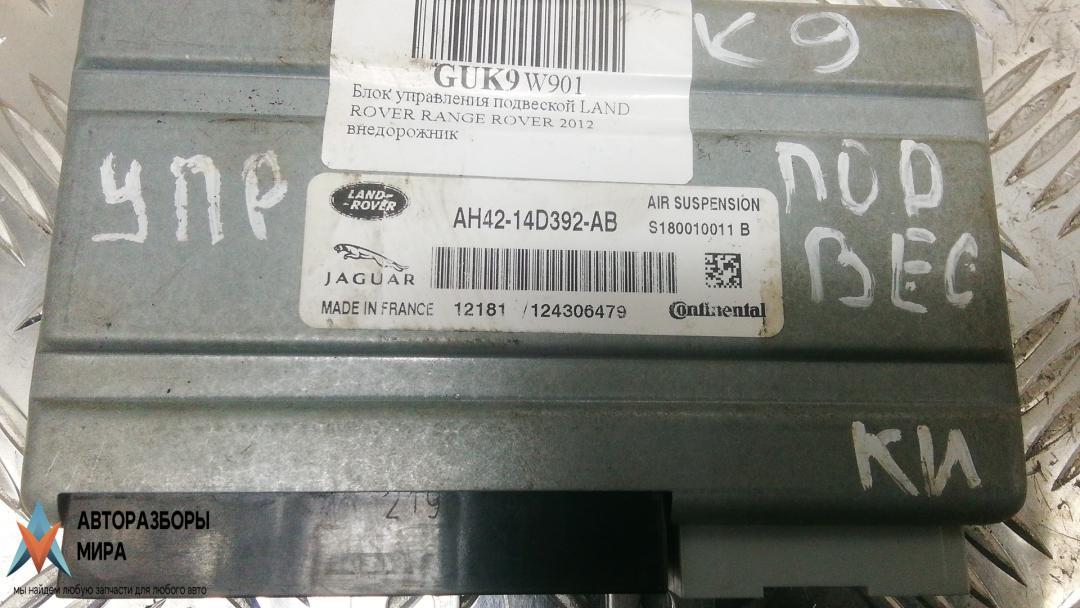 GUK9 W901
Блок управления подвеской LAND
ROVER RANGE ROVER 2012
внедорожник
К9
УПР
ПОД
ВЕС
КИ
LAND-
-ROVER
JAGUAR
AH42-14D392-AB
AIR SUSPENSION
S180010011 B
MADE IN FRANCE 12181 /124306479
Continental
219
АВТОРАЗБОРЫ
МИРА
мы найдем любую запчасти для любого авто